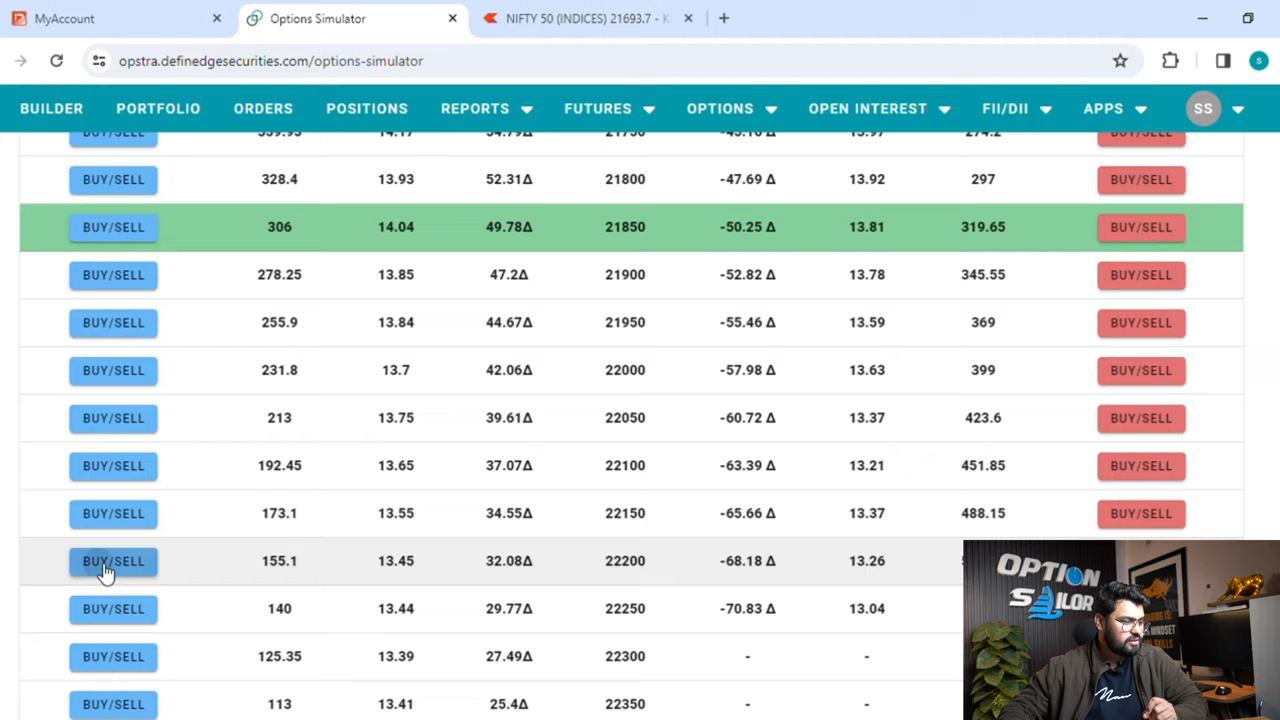 MyAccount
Options Simulator
NIFTY 50 (INDICES) 21693.7 - K
opstra.definedgesecurities.com/options-simulator
S
BUILDER PORTFOLIO ORDERS POSITIONS REPORTS FUTURES OPTIONS OPEN INTEREST FII/DII APPS SS
BUY/SELL 14.17 21750 274.2 BUY/SELL
BUY/SELL 328.4 13.93 52.31Δ 21800 -47.69 Δ 13.92 297 BUY/SELL
BUY/SELL 306 14.04 49.78Δ 21850 -50.25 Δ 13.81 319.65 BUY/SELL
BUY/SELL 278.25 13.85 47.2Δ 21900 -52.82 Δ 13.78 345.55 BUY/SELL
BUY/SELL 255.9 13.84 44.67Δ 21950 -55.46 Δ 13.59 369 BUY/SELL
BUY/SELL 231.8 13.7 42.06Δ 22000 -57.98 Δ 13.63 399 BUY/SELL
BUY/SELL 213 13.75 39.61Δ 22050 -60.72 Δ 13.37 423.6 BUY/SELL
BUY/SELL 192.45 13.65 37.07Δ 22100 -63.39 Δ 13.21 451.85 BUY/SELL
BUY/SELL 173.1 13.55 34.55Δ 22150 -65.66 Δ 13.37 488.15 BUY/SELL
BUY/SELL 155.1 13.45 32.08Δ 22200 -68.18 Δ 13.26
BUY/SELL 140 13.44 29.77Δ 22250 -70.83 Δ 13.04
BUY/SELL 125.35 13.39 27.49Δ 22300 - -
BUY/SELL 113 13.41 25.4Δ 22350 - -
OPTION
SAILOR